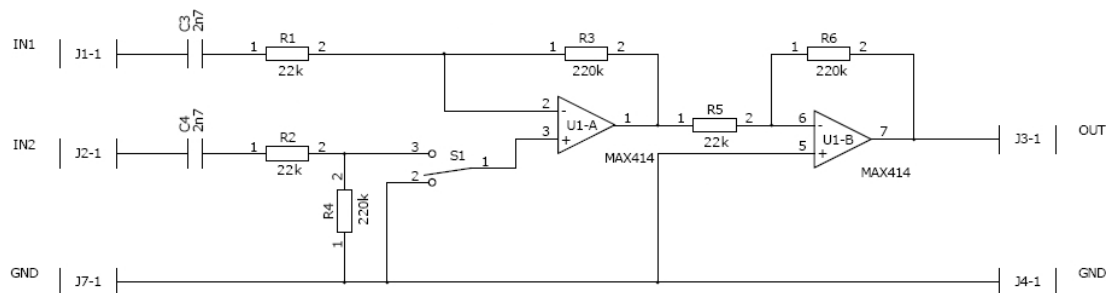 IN1
J1-1
C3
2n7
1
R1
2
22k
1
R3
2
220k
1
R6
2
220k
2
-
3
+
U1-A
1
MAX414
1
R5
2
22k
6
-
5
+
U1-B
7
MAX414
J3-1
OUT
IN2
J2-1
C4
2n7
1
R2
2
22k
3
S1
1
2
2
R4
220k
1
GND
J7-1
J4-1
GND